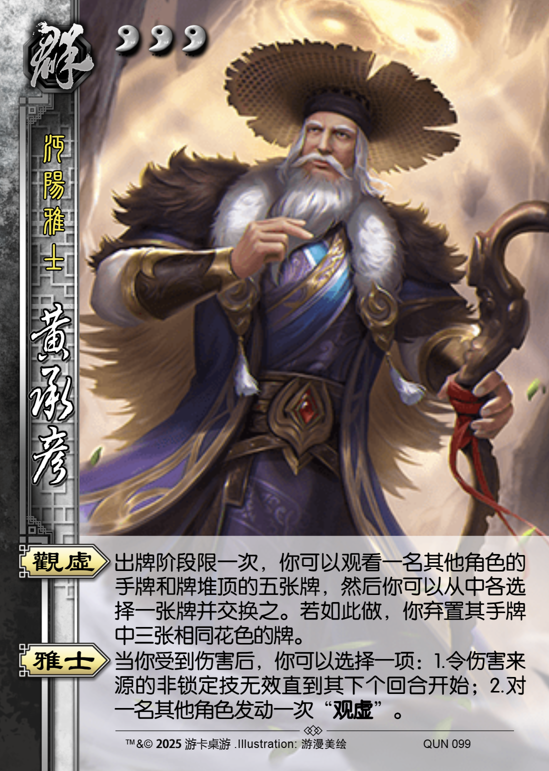 群
沔陽雅士
黄承彦
觀虛
出牌阶段限一次，你可以观看一名其他角色的
手牌和牌堆顶的五张牌，然后你可以从中各选
择一张牌并交换之。若如此做，你弃置其手牌
中三张相同花色的牌。
雅士
当你受到伤害后，你可以选择一项：1.令伤害来
源的非锁定技无效直到其下个回合开始；2.对
一名其他角色发动一次“观虚”。
™&© 2025 游卡桌游 .Illustration: 游漫美绘
QUN 099